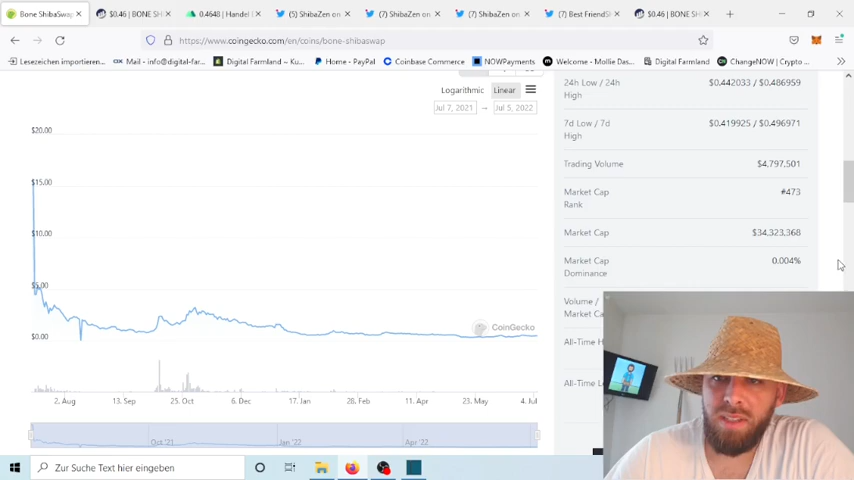 Bone ShibaSwap
$0.46 | BONE SH
0.4648 | Handel
(5) ShibaZen on
(7) ShibaZen on
(7) ShibaZen on
(7) Best FriendS
$0.46 | BONE SH
https://www.coingecko.com/en/coins/bone-shibaswap
Lesezeichen importieren...
Mail - info@digital-far...
Digital Farmland – Ku...
Home - PayPal
Coinbase Commerce
NOWPayments
Welcome - Mollie Das...
Digital Farmland
ChangeNOW | Crypto ...
Logarithmic
Linear
Jul 7, 2021 → Jul 5, 2022
$20.00
$15.00
$10.00
$5.00
$0.00
CoinGecko
2. Aug
13. Sep
25. Oct
6. Dec
17. Jan
28. Feb
11. Apr
23. May
4. Jul
Oct '21
Jan '22
Apr '22
24h Low / 24h
High
$0.442033 / $0.486959
7d Low / 7d
High
$0.419925 / $0.496971
Trading Volume
$4,797,501
Market Cap
Rank
#473
Market Cap
$34,323,368
Market Cap
Dominance
0.004%
Volume /
Market Ca
All-Time H
All-Time L
Zur Suche Text hier eingeben